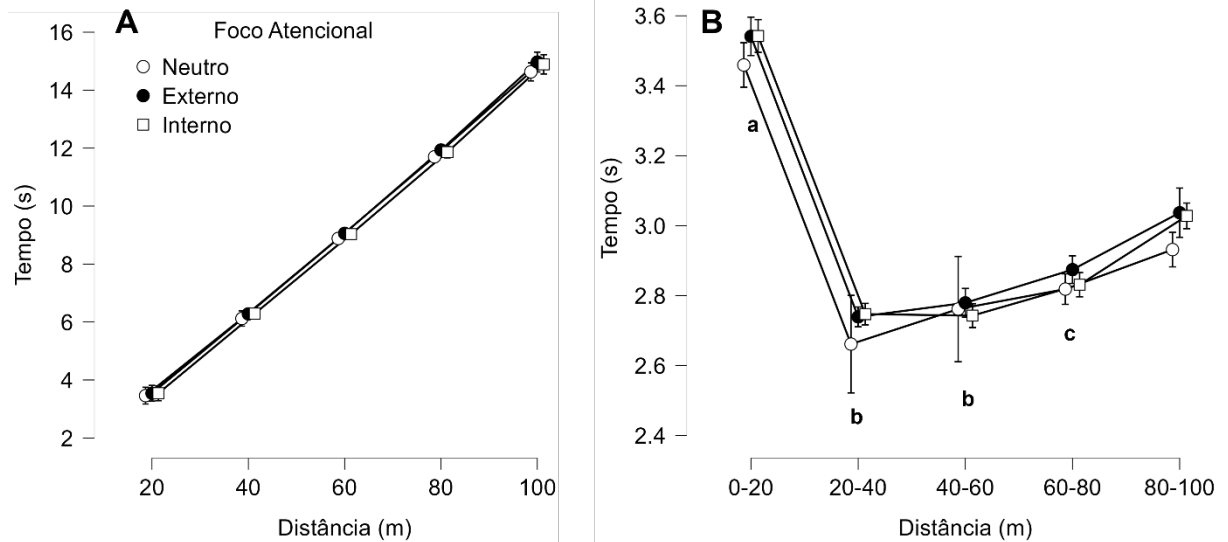 A
Foco Atencional
Neutro
Externo
Interno
16
14
12
10
8
6
4
2
Tempo (s)
20 40 60 80 100
Distância (m)
B
3.6
3.4
3.2
3.0
2.8
2.6
2.4
Tempo (s)
a
b
b
c
0-20 20-40 40-60 60-80 80-100
Distância (m)